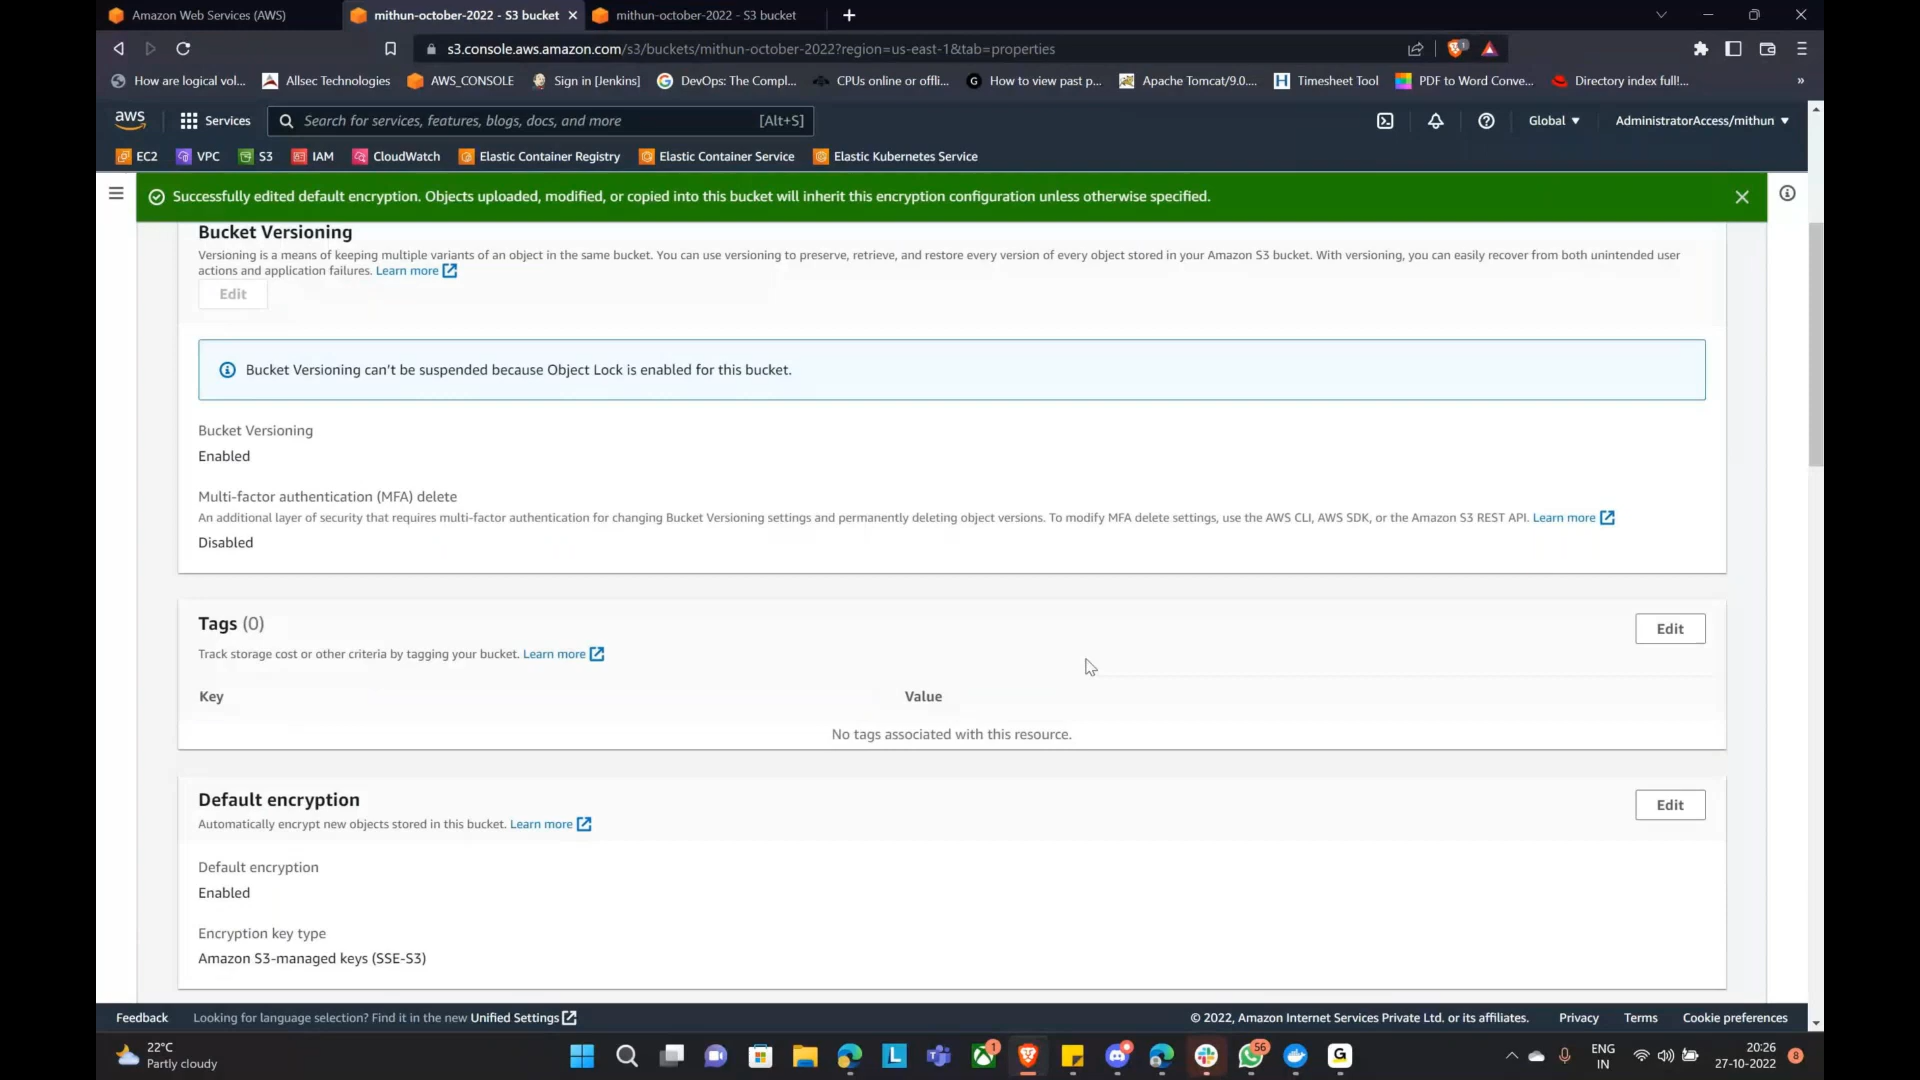 Amazon Web Services (AWS)
mithun-october-2022 - S3 bucket
mithun-october-2022 - S3 bucket
s3.console.aws.amazon.com/s3/buckets/mithun-october-2022?region=us-east-1&tab=properties
1
How are logical vol...
Allsec Technologies
AWS_CONSOLE
Sign in [Jenkins]
DevOps: The Compl...
CPUs online or offli...
G
How to view past p...
Apache Tomcat/9.0....
H
Timesheet Tool
PDF to Word Conve...
Directory index full!...
»
aws
Services
Search for services, features, blogs, docs, and more
[Alt+S]
Global
AdministratorAccess/mithun
EC2
VPC
S3
IAM
CloudWatch
Elastic Container Registry
Elastic Container Service
Elastic Kubernetes Service
Successfully edited default encryption. Objects uploaded, modified, or copied into this bucket will inherit this encryption configuration unless otherwise specified.
Bucket Versioning
Versioning is a means of keeping multiple variants of an object in the same bucket. You can use versioning to preserve, retrieve, and restore every version of every object stored in your Amazon S3 bucket. With versioning, you can easily recover from both unintended user
actions and application failures. Learn more
Edit
Bucket Versioning can't be suspended because Object Lock is enabled for this bucket.
Bucket Versioning
Enabled
Multi-factor authentication (MFA) delete
An additional layer of security that requires multi-factor authentication for changing Bucket Versioning settings and permanently deleting object versions. To modify MFA delete settings, use the AWS CLI, AWS SDK, or the Amazon S3 REST API. Learn more
Disabled
Tags (0)
Edit
Track storage cost or other criteria by tagging your bucket. Learn more
Key
Value
No tags associated with this resource.
Default encryption
Edit
Automatically encrypt new objects stored in this bucket. Learn more
Default encryption
Enabled
Encryption key type
Amazon S3-managed keys (SSE-S3)
Feedback
Looking for language selection? Find it in the new Unified Settings
© 2022, Amazon Internet Services Private Ltd. or its affiliates.
Privacy
Terms
Cookie preferences
22°C
Partly cloudy
L
1
56
G
ENG
IN
20:26
27-10-2022
8